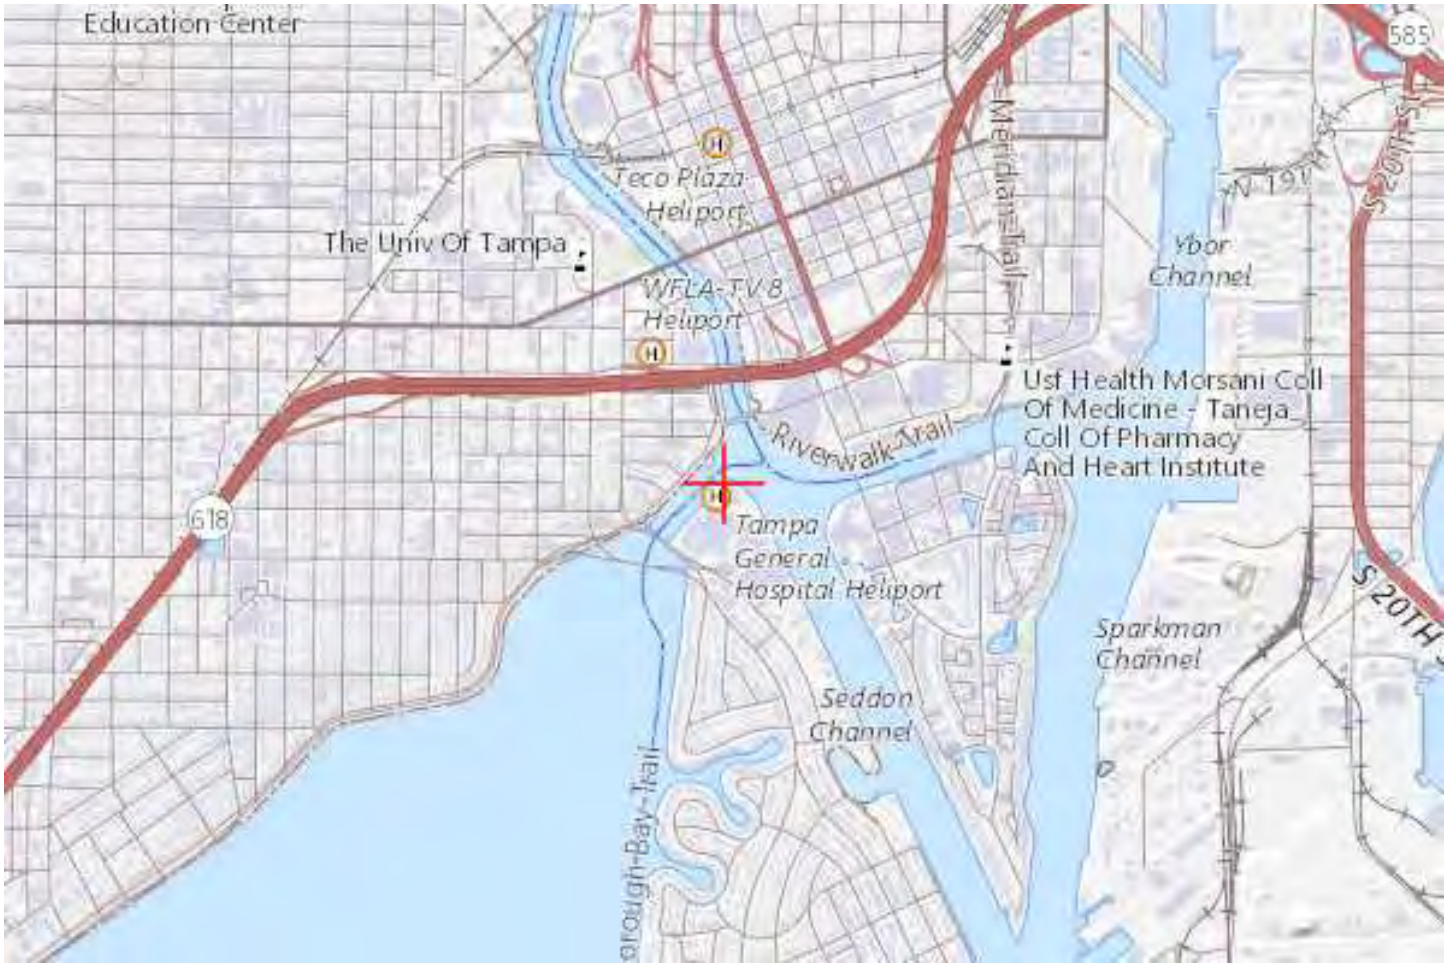 Education Center
585
S 20TH St
N 19TH St
Meridian-Trail
H
Teco Plaza
Heliport
The Univ Of Tampa
Ybor
Channel
WFLA-TV 8
Heliport
H
Usf Health Morsani Coll
Of Medicine - Taneja
Coll Of Pharmacy
And Heart Institute
Riverwalk-Trail
618
H
Tampa
General
Hospital Heliport
S 20TH S
Sparkman
Channel
Seddon
Channel
orough-Bay-Trail